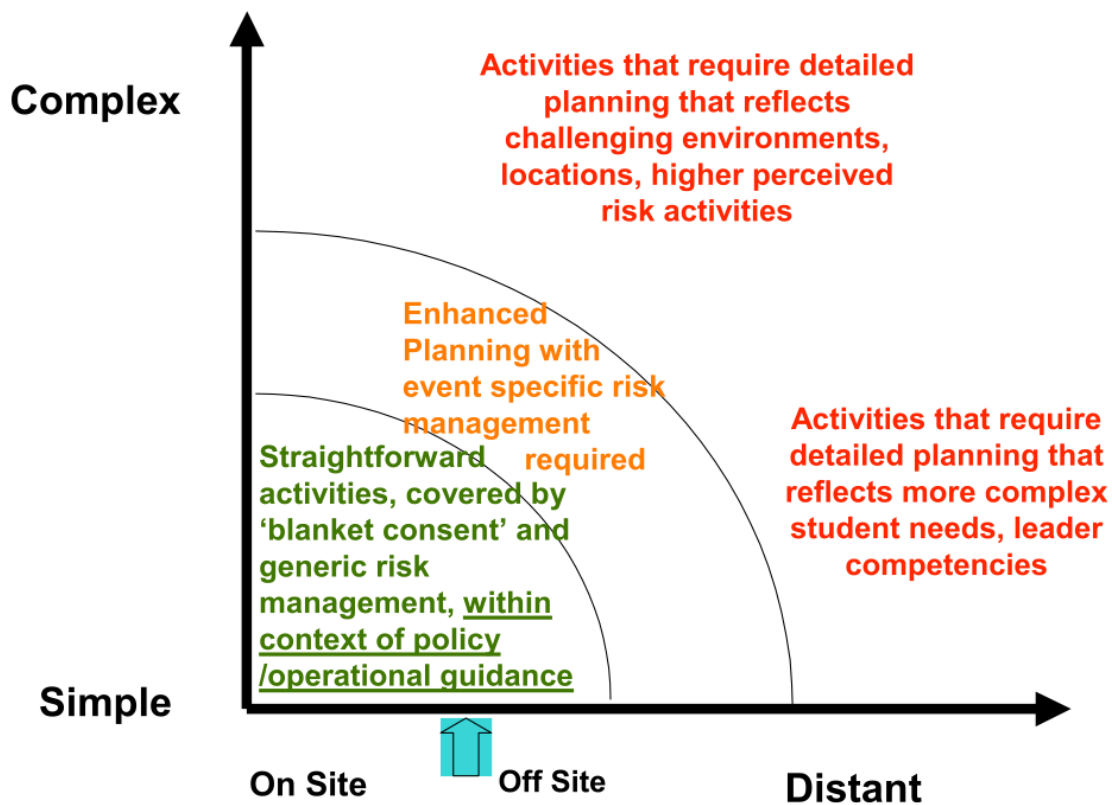 Complex
Activities that require detailed
planning that reflects
challenging environments,
locations, higher perceived
risk activities
Enhanced
Planning with
event specific risk
management
required
Activities that require
detailed planning that
reflects more complex
student needs, leader
competencies
Straightforward
activities, covered by
‘blanket consent’ and
generic risk
management, within
context of policy
/operational guidance
Simple
On Site
Off Site
Distant